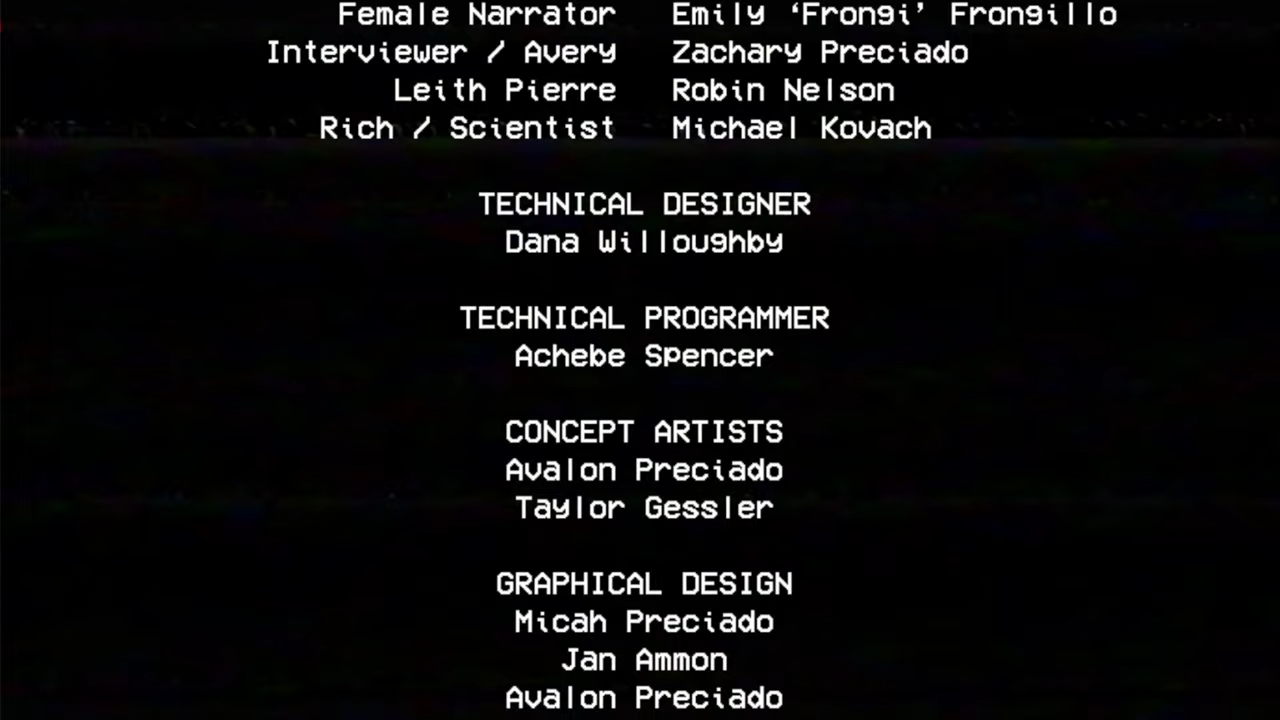 Female Narrator Emily ‘Frongi’ Frongillo
Interviewer / Avery Zachary Preciado
Leith Pierre Robin Nelson
Rich / Scientist Michael Kovach
TECHNICAL DESIGNER
Dana Willoughby
TECHNICAL PROGRAMMER
Achebe Spencer
CONCEPT ARTISTS
Avalon Preciado
Taylor Gessler
GRAPHICAL DESIGN
Micah Preciado
Jan Ammon
Avalon Preciado